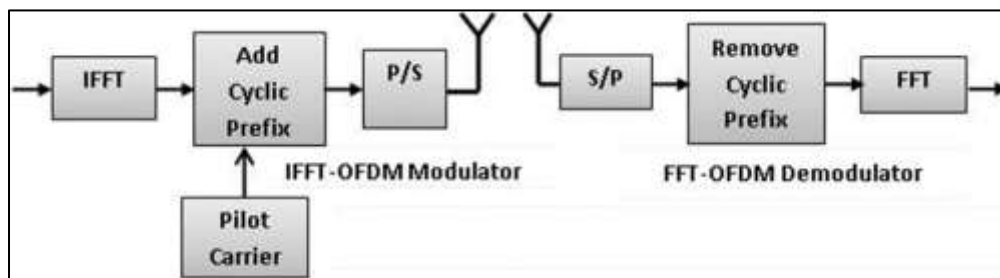 IFFT
Add
Cyclic
Prefix
P/S
S/P
Remove
Cyclic
Prefix
FFT
IFFT-OFDM Modulator
FFT-OFDM Demodulator
Pilot
Carrier